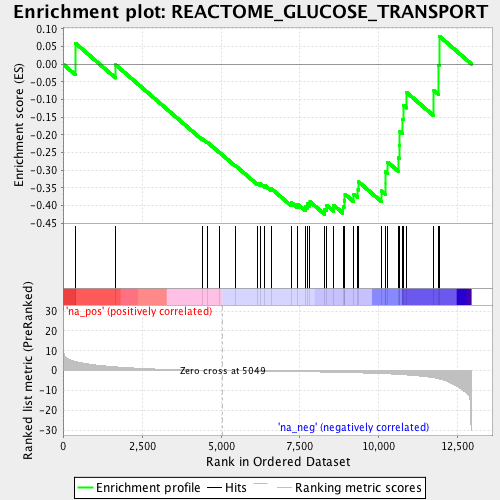 Enrichment plot: REACTOME_GLUCOSE_TRANSPORT
Enrichment score (ES)
0.10
0.05
0.00
-0.05
-0.10
-0.15
-0.20
-0.25
-0.30
-0.35
-0.40
-0.45
'na_pos' (positively correlated)
Ranked list metric (PreRanked)
30
20
10
0
-10
-20
-30
Zero cross at 5049
'na_neg' (negatively correlated)
0
2,500
5,000
7,500
10,000
12,500
Rank in Ordered Dataset
Enrichment profile
Hits
Ranking metric scores